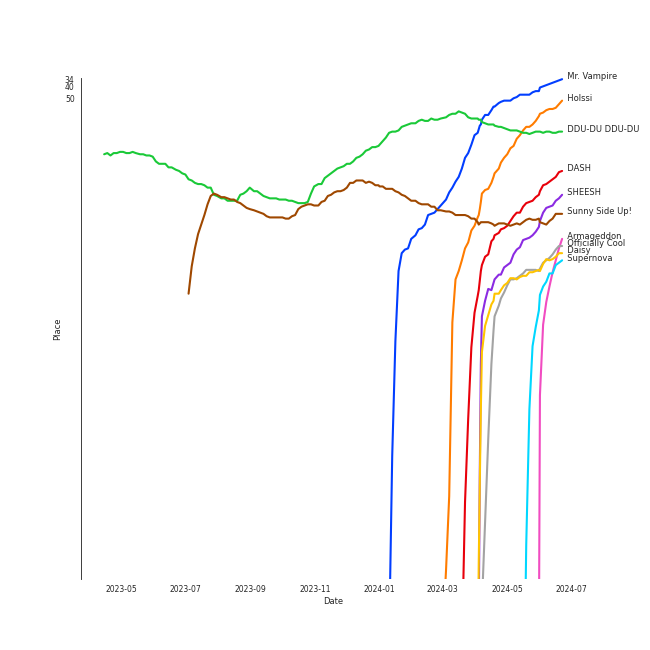 34
40
50
Mr. Vampire
Holssi
DDU-DU DDU-DU
DASH
SHEESH
Sunny Side Up!
Armageddon
Officially Cool
Daisy
Supernova
Place
2023-05 2023-07 2023-09 2023-11 2024-01 2024-03 2024-05 2024-07
Date